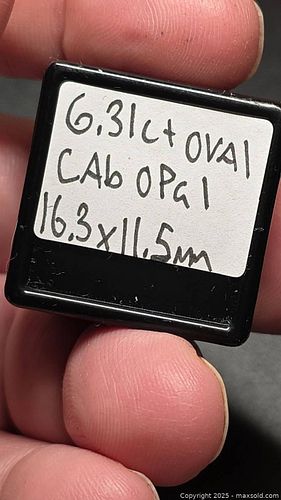 6.31ct OVAl
CAb OPal
16.3x11.5mm
Copyright 2025 - maxsold.com